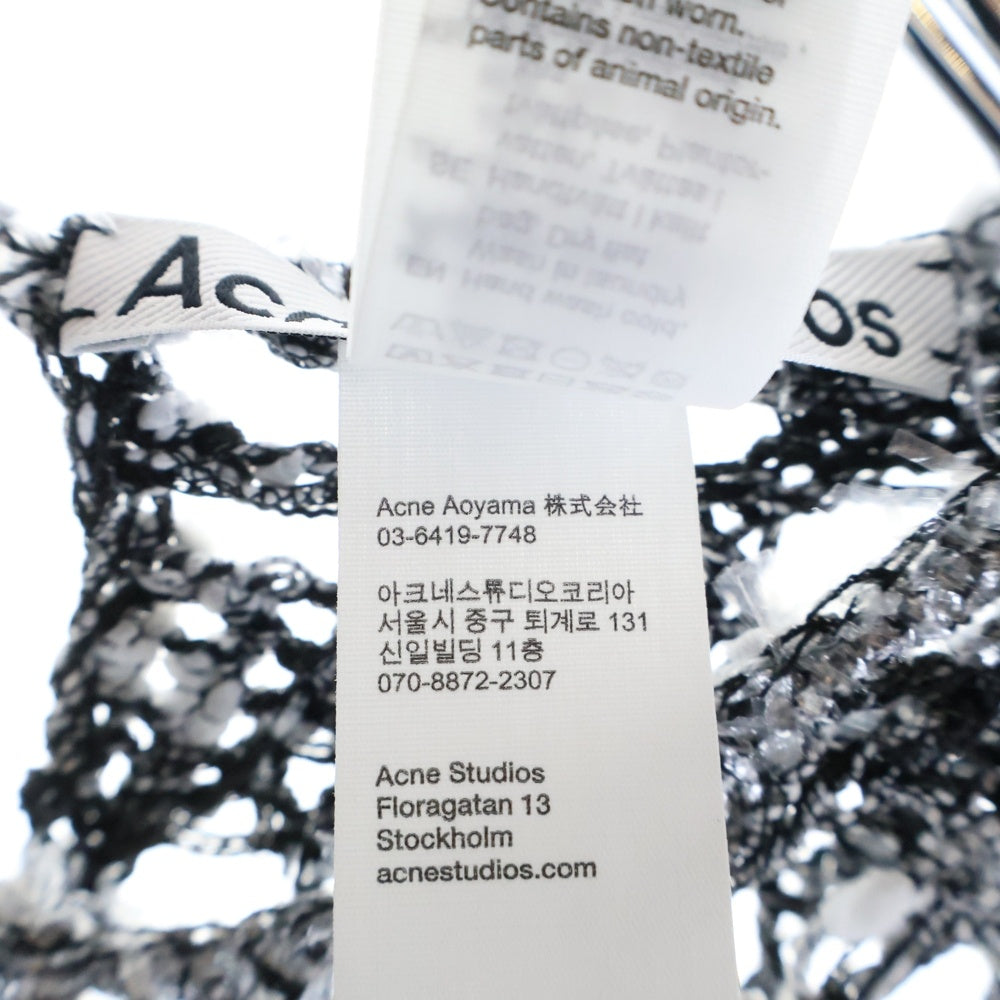 worn.
Contains non-textile
parts of animal origin.
Ac
os
Acne Aoyama 株式会社
03-6419-7748
아크네스튜디오코리아
서울시 중구 퇴계로 131
신일빌딩 11층
070-8872-2307
Acne Studios
Floragatan 13
Stockholm
acnestudios.com